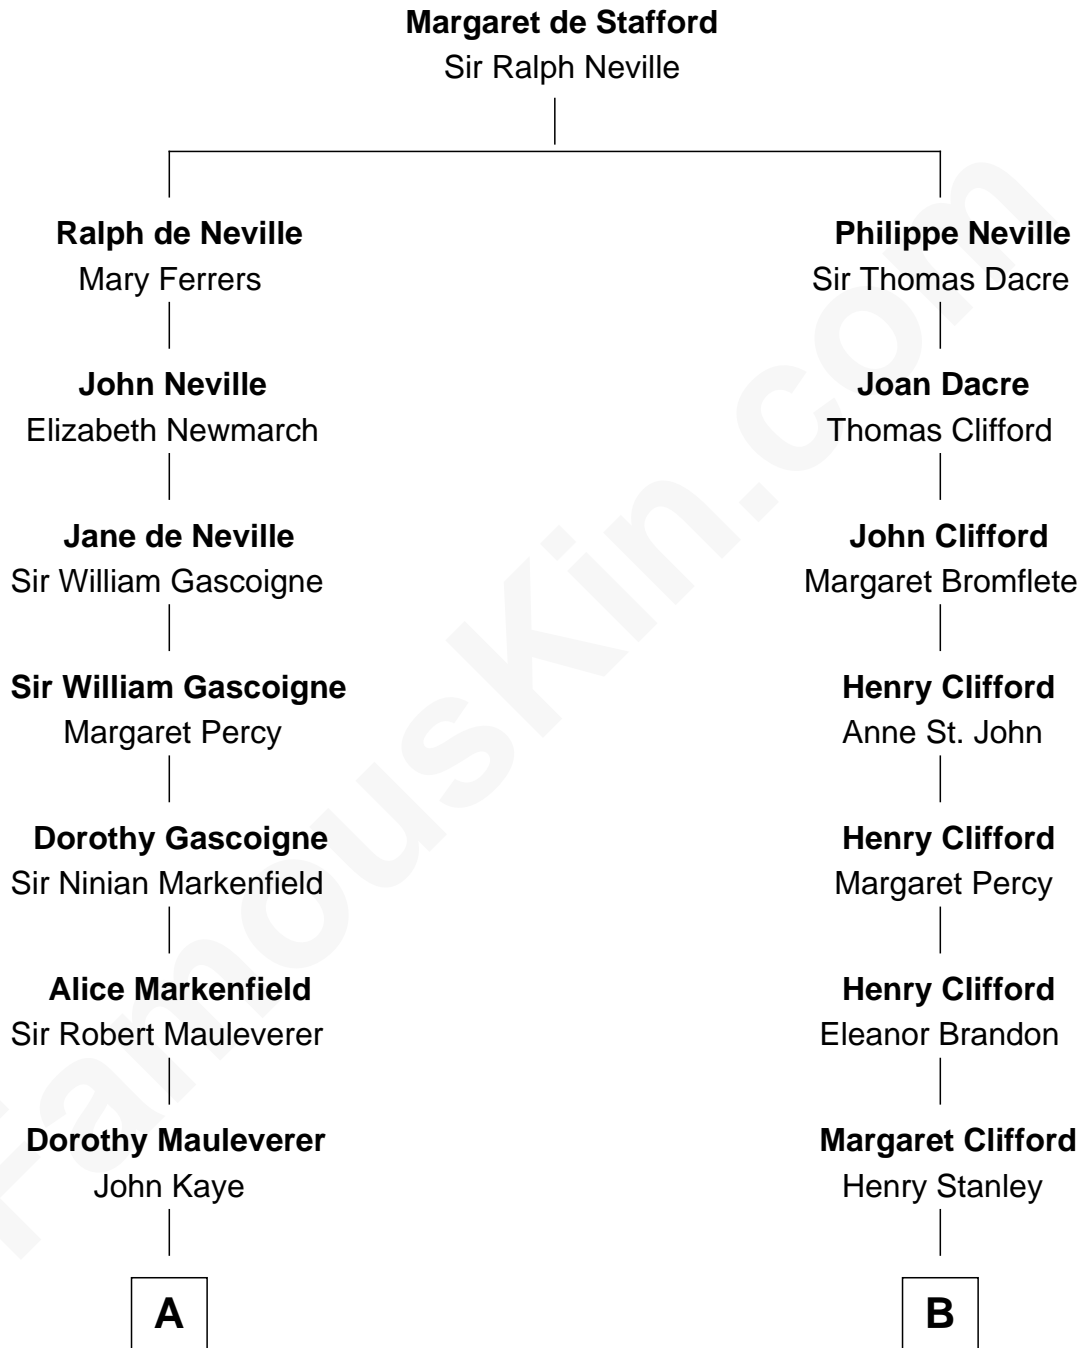 Margaret de Stafford
Sir Ralph Neville
Ralph de Neville
Mary Ferrers
John Neville
Elizabeth Newmarch
Jane de Neville
Sir William Gascoigne
Sir William Gascoigne
Margaret Percy
Dorothy Gascoigne
Sir Ninian Markenfield
Alice Markenfield
Sir Robert Mauleverer
Dorothy Mauleverer
John Kaye
A
Philippe Neville
Sir Thomas Dacre
Joan Dacre
Thomas Clifford
John Clifford
Margaret Bromflete
Henry Clifford
Anne St. John
Henry Clifford
Margaret Percy
Henry Clifford
Eleanor Brandon
Margaret Clifford
Henry Stanley
B
FamousKin.com